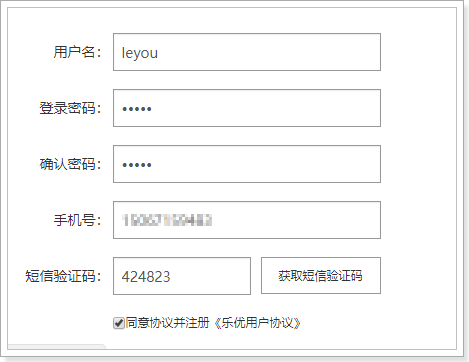 用户名： leyou
登录密码： •••••
确认密码： •••••
手机号：
短信验证码： 424823 获取短信验证码
同意协议并注册《乐优用户协议》